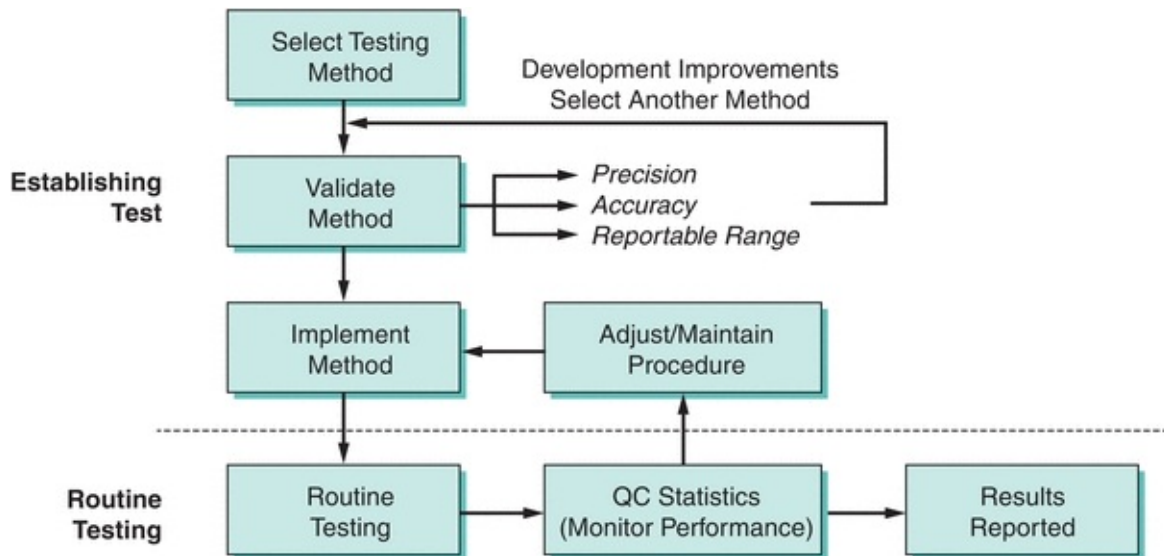 Select Testing
Method
Development Improvements
Select Another Method
Establishing
Test
Validate
Method
Precision
Accuracy
Reportable Range
Implement
Method
Adjust/Maintain
Procedure
Routine
Testing
Routine
Testing
QC Statistics
(Monitor Performance)
Results
Reported